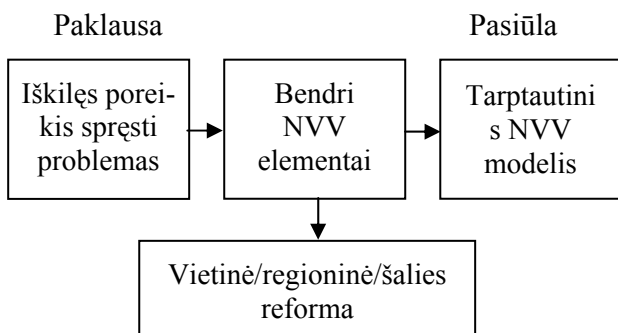 Paklausa
Pasiūla
Iškilęs porei-
kis spręsti
problemas
Bendri
NVV
elementai
Tarptautini
s NVV
modelis
Vietinė/regioninė/šalies
reforma